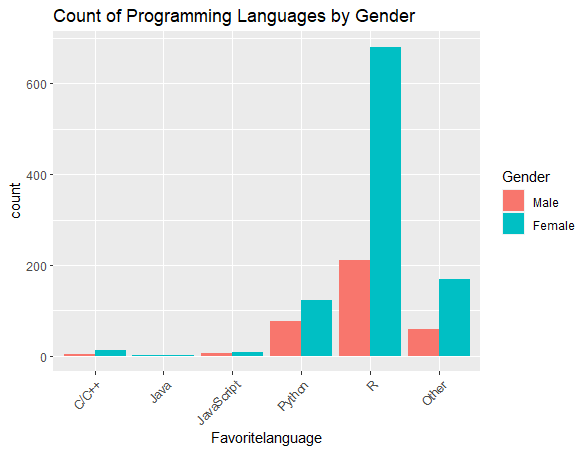 Count of Programming Languages by Gender
600
400
200
0
count
C/C++
Java
JavaScript
Python
R
Other
Favoritelanguage
Gender
Male
Female